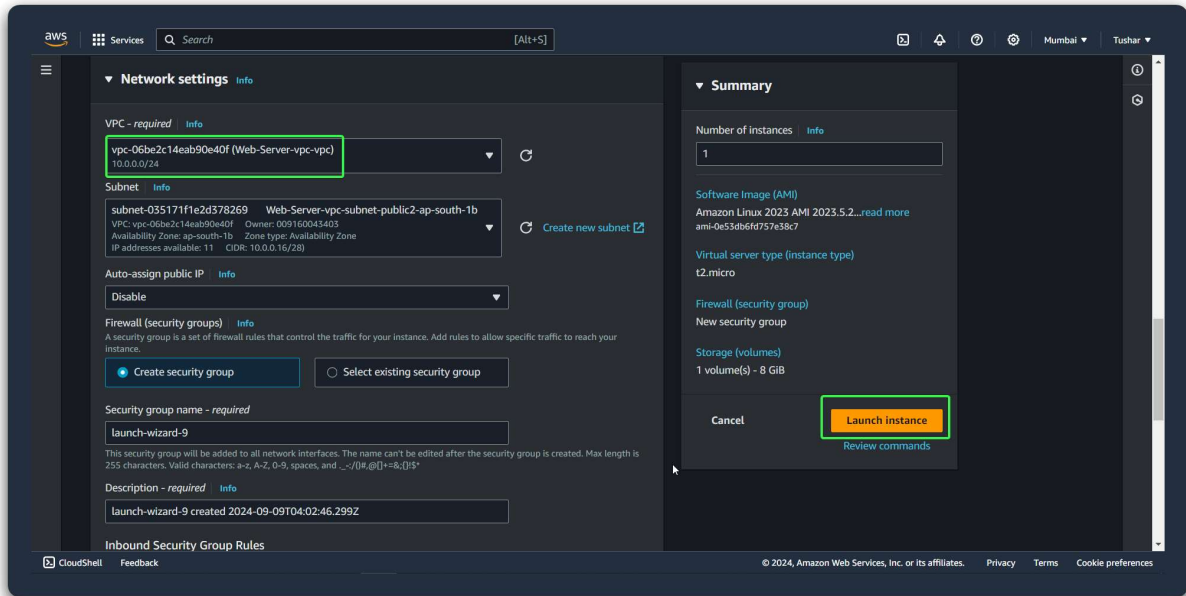 aws
Services
Search
[Alt+S]
Mumbai
Tushar
Network settings Info
VPC - required Info
vpc-06be2c14eab90e40f (Web-Server-vpc-vpc)
10.0.0.0/24
Subnet Info
subnet-035171f1e2d378269 Web-Server-vpc-subnet-public2-ap-south-1b
VPC: vpc-06be2c14eab90e40f Owner: 009160043403
Availability Zone: ap-south-1b Zone type: Availability Zone
IP addresses available: 11 CIDR: 10.0.0.16/28)
Create new subnet
Auto-assign public IP Info
Disable
Firewall (security groups) Info
A security group is a set of firewall rules that control the traffic for your instance. Add rules to allow specific traffic to reach your
instance.
Create security group
Select existing security group
Security group name - required
launch-wizard-9
This security group will be added to all network interfaces. The name can't be edited after the security group is created. Max length is
255 characters. Valid characters: a-z, A-Z, 0-9, spaces, and ._-:/()#,@[]+=&;{}!$*
Description - required Info
launch-wizard-9 created 2024-09-09T04:02:46.299Z
Inbound Security Group Rules
Summary
Number of instances Info
1
Software Image (AMI)
Amazon Linux 2023 AMI 2023.5.2...read more
ami-0e53db6fd757e38c7
Virtual server type (instance type)
t2.micro
Firewall (security group)
New security group
Storage (volumes)
1 volume(s) - 8 GiB
Cancel
Launch instance
Review commands
CloudShell
Feedback
© 2024, Amazon Web Services, Inc. or its affiliates.
Privacy
Terms
Cookie preferences